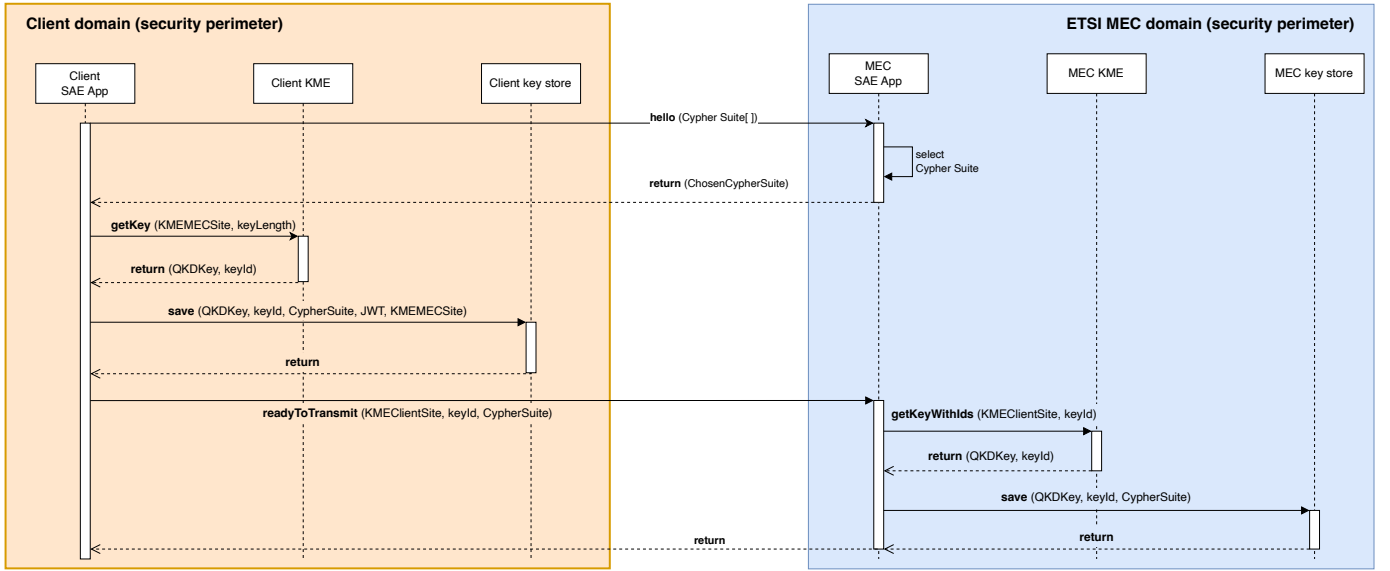 Client domain (security perimeter)
ETSI MEC domain (security perimeter)
Client
SAE App
Client KME
Client key store
MEC
SAE App
MEC KME
MEC key store
hello (Cypher Suite[ ])
select
Cypher Suite
return (ChosenCypherSuite)
getKey (KMEMECSite, keyLength)
return (QKDKey, keyId)
save (QKDKey, keyId, CypherSuite, JWT, KMEMECSite)
return
readyToTransmit (KMEClientSite, keyId, CypherSuite)
getKeyWithIds (KMEClientSite, keyId)
return (QKDKey, keyId)
save (QKDKey, keyId, CypherSuite)
return
return